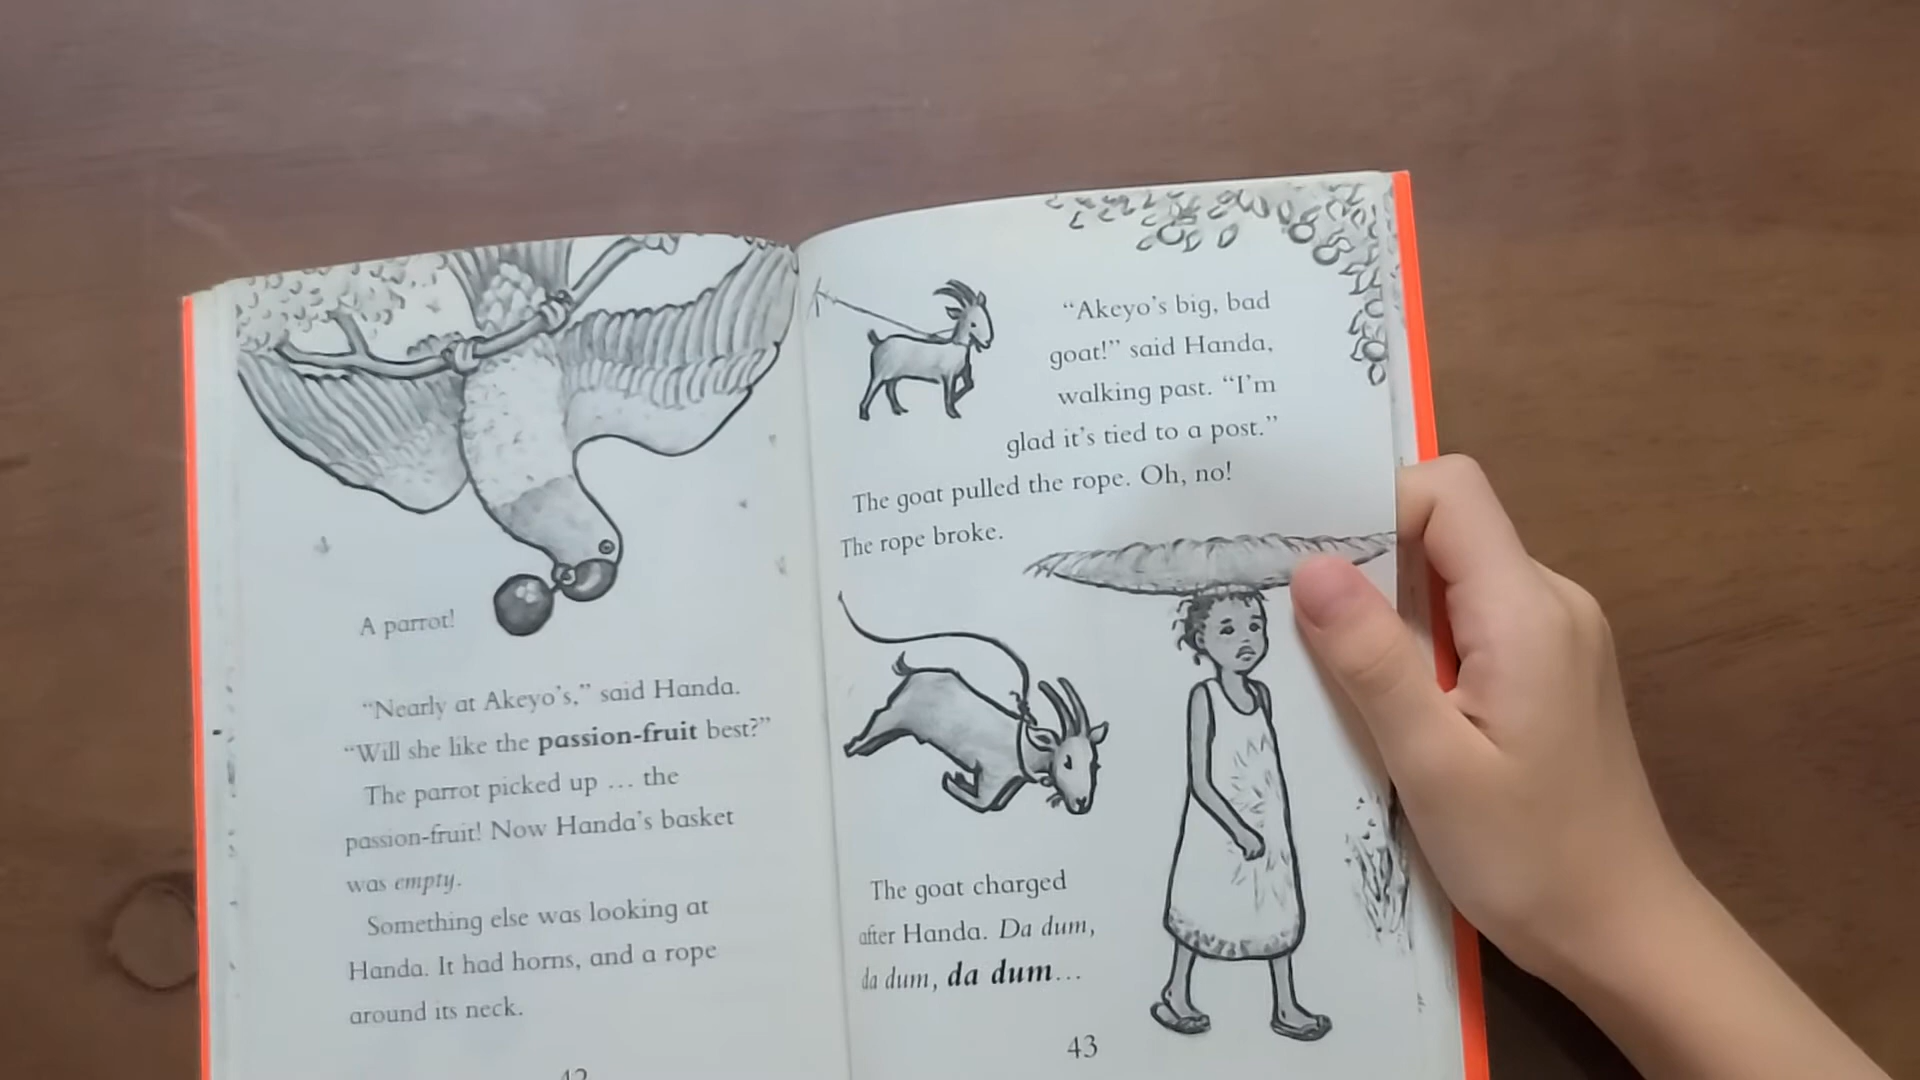 A parrot!
“Nearly at Akeyo’s,” said Handa.
“Will she like the passion-fruit best?”
The parrot picked up ... the
passion-fruit! Now Handa’s basket
was empty.
Something else was looking at
Handa. It had horns, and a rope
around its neck.
42
“Akeyo’s big, bad
goat!” said Handa,
walking past. “I’m
glad it’s tied to a post.”
The goat pulled the rope. Oh, no!
The rope broke.
The goat charged
after Handa. Da dum,
da dum, da dum...
43